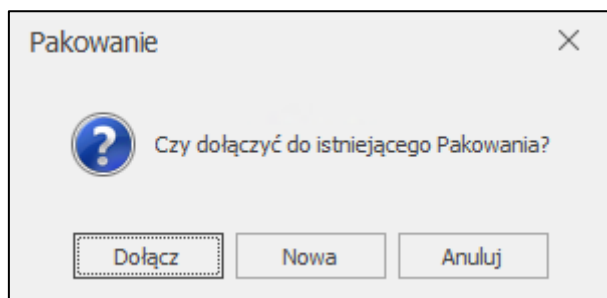 Pakowanie
Czy dołączyć do istniejącego Pakowania?
Dołącz Nowa Anuluj